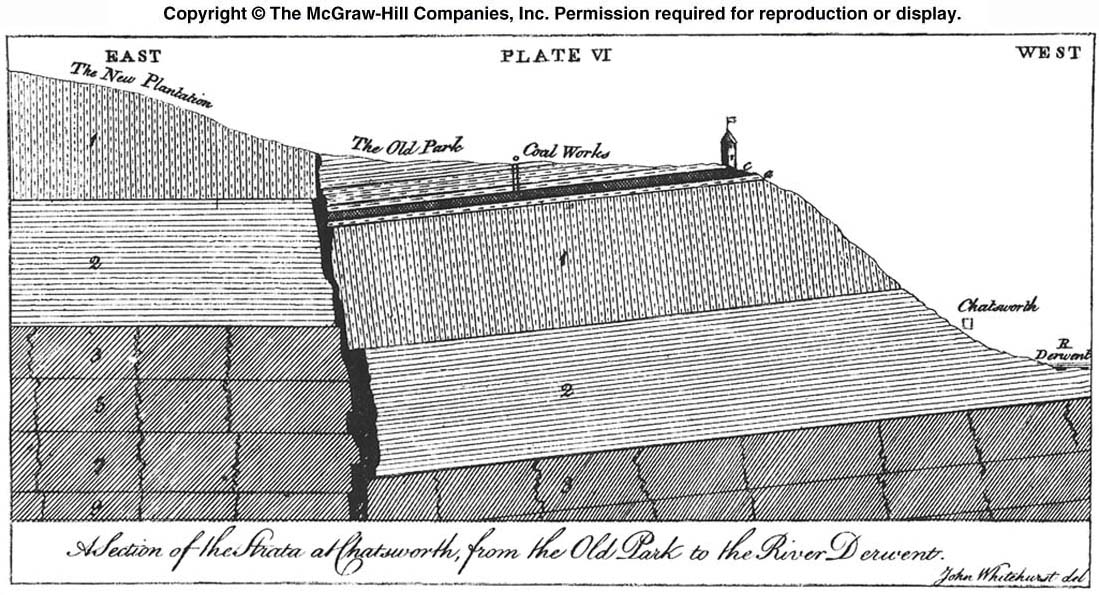 Copyright © The McGraw-Hill Companies, Inc. Permission required for reproduction or display.
EAST
PLATE VI
WEST
The New Plantation
The Old Park
Coal Works
1
c
a
2
1
Chatsworth
R.
Derwent
3
5
2
7
3
9
A Section of the Strata at Chatsworth, from the Old Park to the River Derwent.
John Whitehurst del